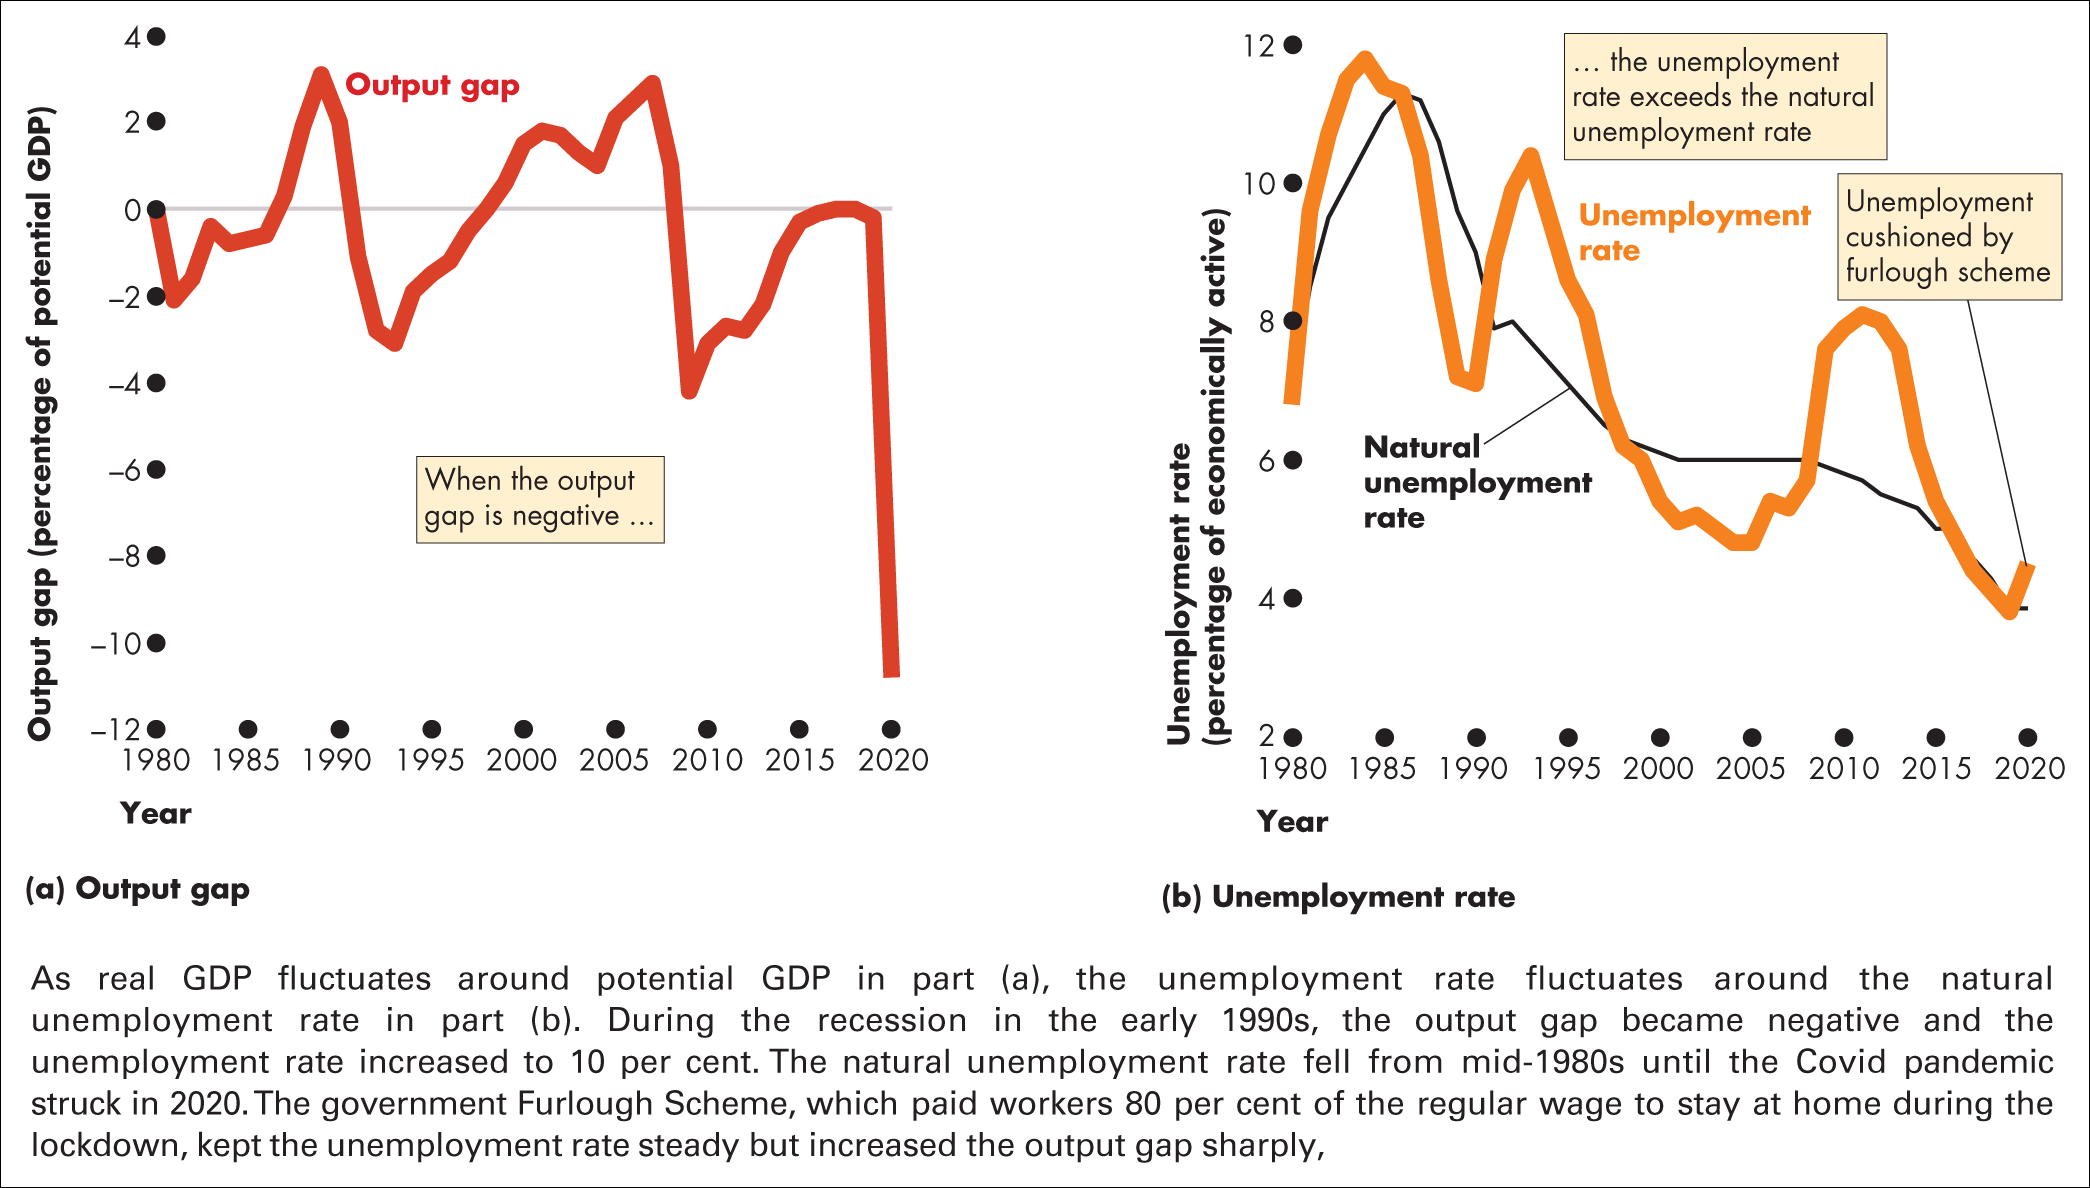 4
2
0
–2
–4
–6
–8
–10
–12
Output gap (percentage of potential GDP)
Output gap
When the output
gap is negative …
1980 1985 1990 1995 2000 2005 2010 2015 2020
Year
(a) Output gap
12
10
8
6
4
2
Unemployment rate
(percentage of economically active)
… the unemployment
rate exceeds the natural
unemployment rate
Unemployment
rate
Unemployment
cushioned by
furlough scheme
Natural
unemployment
rate
1980 1985 1990 1995 2000 2005 2010 2015 2020
Year
(b) Unemployment rate
As real GDP fluctuates around potential GDP in part (a), the unemployment rate fluctuates around the natural
unemployment rate in part (b). During the recession in the early 1990s, the output gap became negative and the
unemployment rate increased to 10 per cent. The natural unemployment rate fell from mid-1980s until the Covid pandemic
struck in 2020. The government Furlough Scheme, which paid workers 80 per cent of the regular wage to stay at home during the
lockdown, kept the unemployment rate steady but increased the output gap sharply,